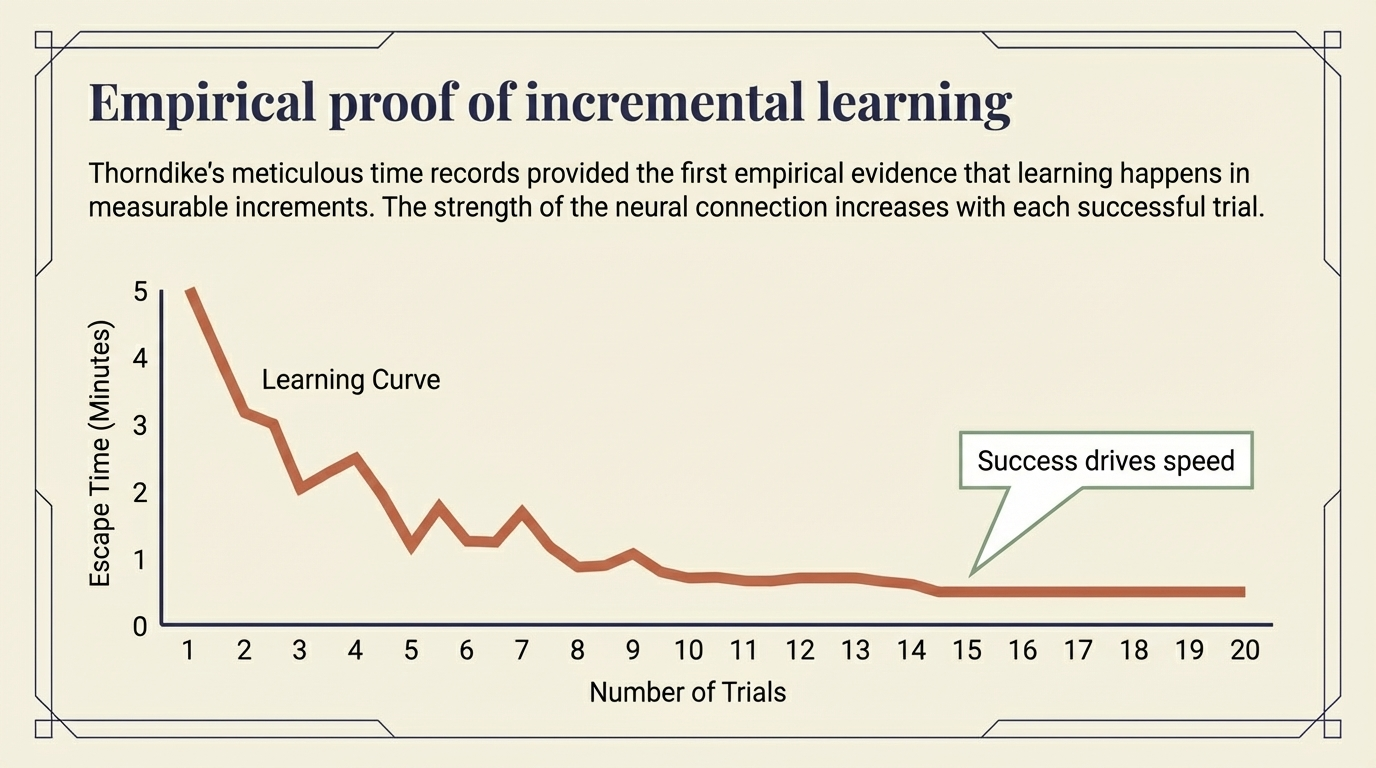 Empirical proof of incremental learning
Thorndike's meticulous time records provided the first empirical evidence that learning happens in
measurable increments. The strength of the neural connection increases with each successful trial.
5
4
3
2
1
0
Escape Time (Minutes)
Learning Curve
Success drives speed
1 2 3 4 5 6 7 8 9 10 11 12 13 14 15 16 17 18 19 20
Number of Trials